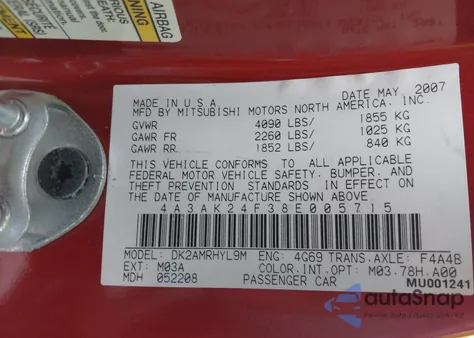 AIRBAG
WARNING
DATE MAY, 2007
MADE IN U.S.A.
MFD BY MITSUBISHI MOTORS NORTH AMERICA, INC.
GVWR 4090 LBS/ 1855 KG
GAWR FR 2260 LBS/ 1025 KG
GAWR RR 1852 LBS/ 840 KG
THIS VEHICLE CONFORMS TO ALL APPLICABLE
FEDERAL MOTOR VEHICLE SAFETY, BUMPER, AND
THEFT PREVENTION STANDARDS IN EFFECT ON
THE DATE OF MANUFACTURE SHOWN ABOVE.
4A3AK24F38E005715
MODEL: DK2AMRHYL9M ENG: 4G69 TRANS.AXLE: F4A4B
EXT: M03A COLOR.INT.OPT: M03.78H.A00
MDH 052208 PASSENGER CAR MU001241
autoSnap